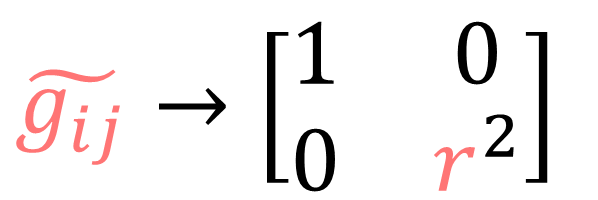 g̃ᵢⱼ → [1 0
0 r²]